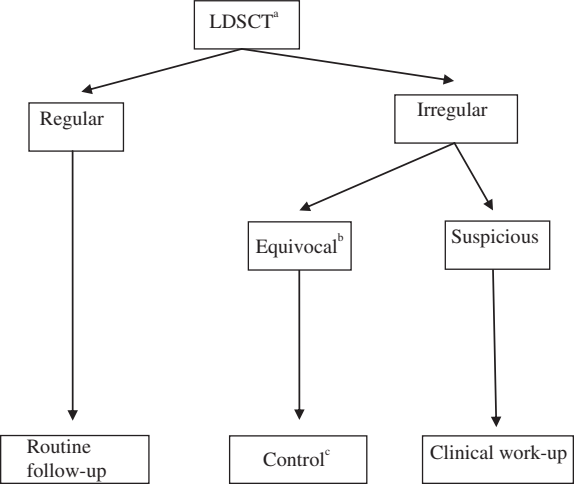 LDSCTᵃ
Regular
Irregular
Equivocalᵇ
Suspicious
Routine
follow-up
Controlᶜ
Clinical work-up